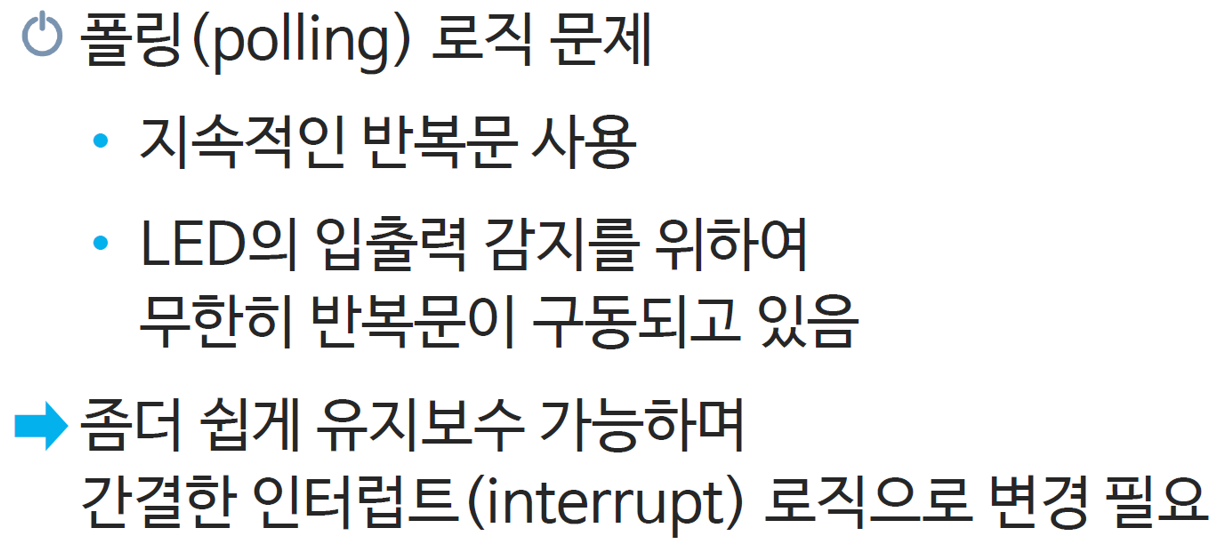 폴링(polling) 로직 문제
• 지속적인 반복문 사용
• LED의 입출력 감지를 위하여
무한히 반복문이 구동되고 있음
좀더 쉽게 유지보수 가능하며
간결한 인터럽트(interrupt) 로직으로 변경 필요